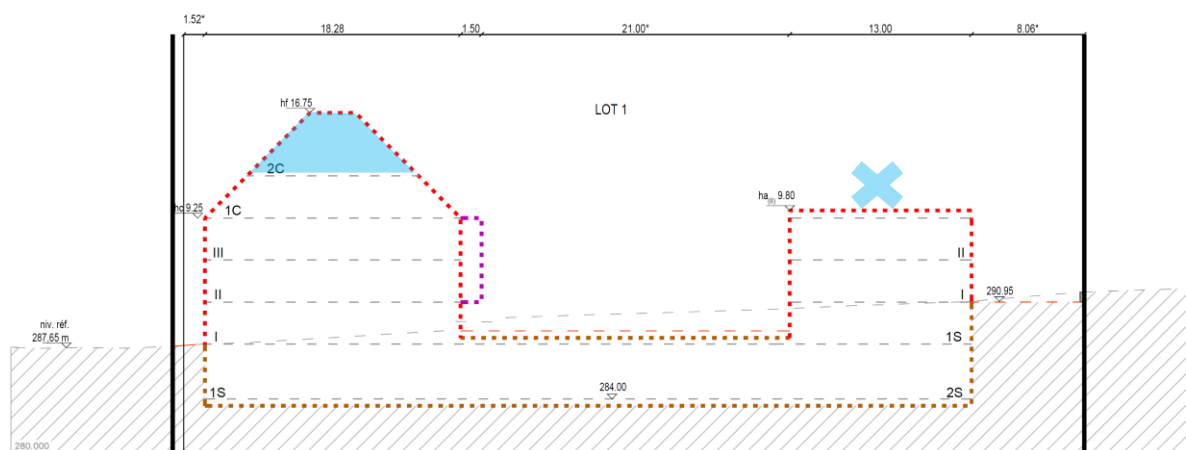 1.52*
18.28
1.50
21.00*
13.00
8.06*
hf 16.75
LOT 1
2C
ha(II) 9.80
hc 9.25
1C
III
II
II
I
290.95
niv. réf.
287.65 m
I
1S
1S
284.00
2S
280.000